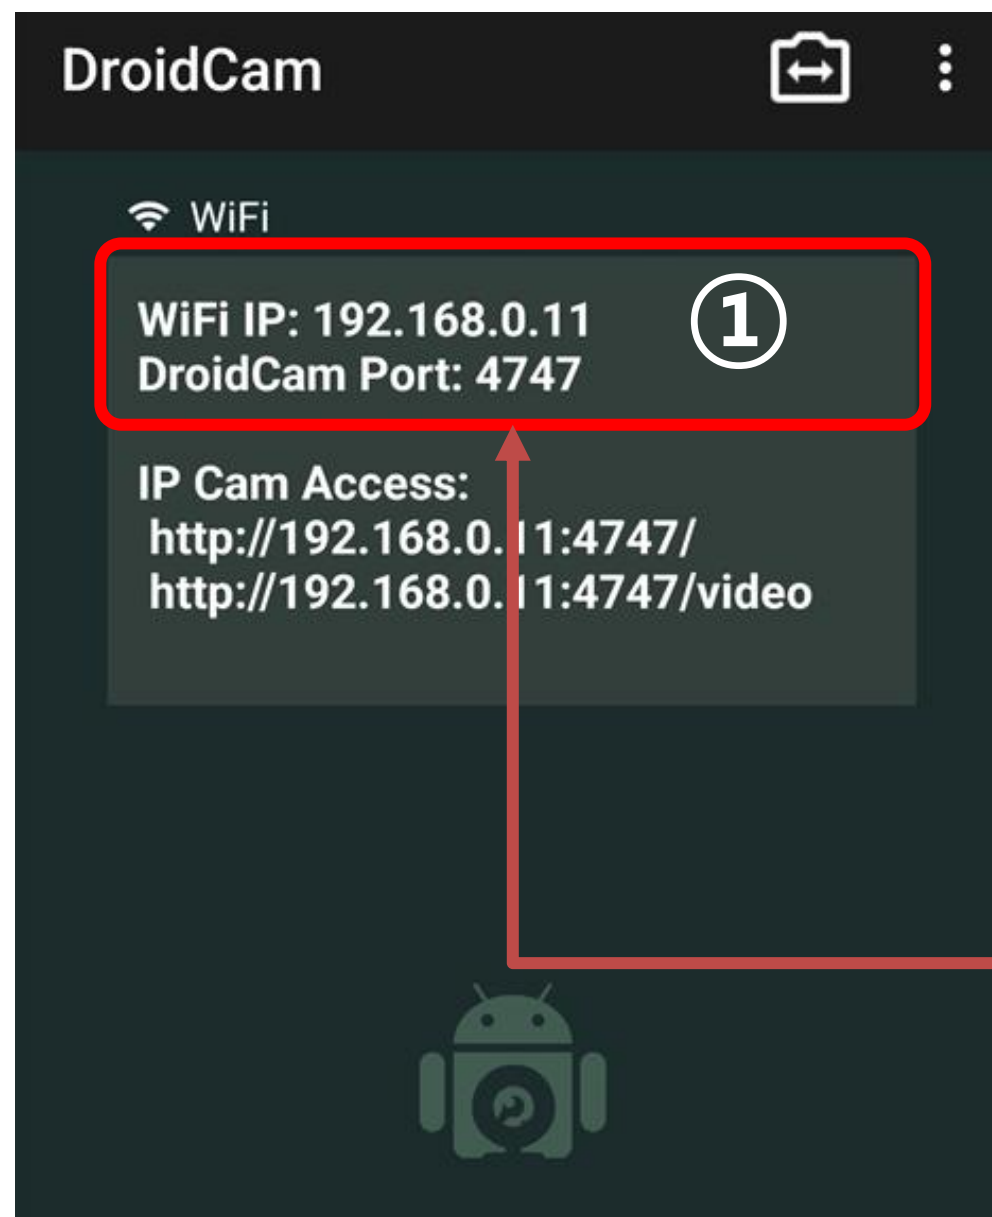 DroidCam
WiFi
WiFi IP: 192.168.0.11
①
DroidCam Port: 4747
IP Cam Access:
http://192.168.0.11:4747/
http://192.168.0.11:4747/video